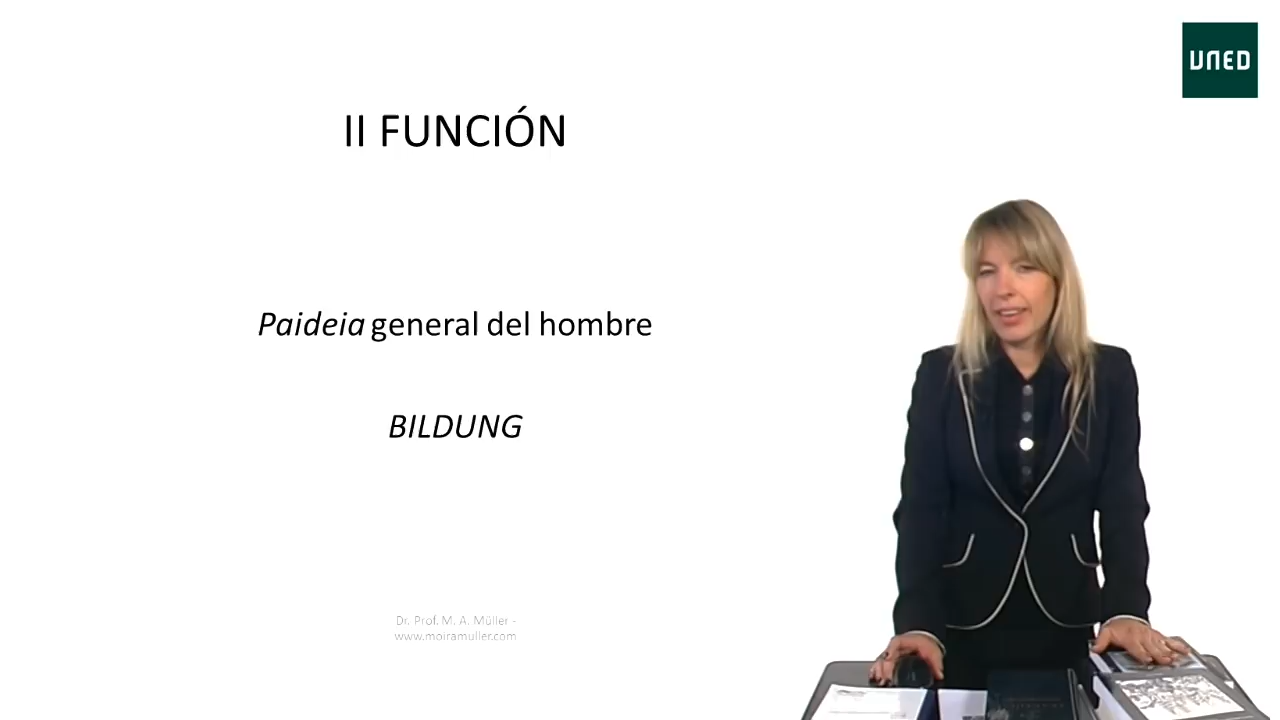 UNED
II FUNCIÓN
Paideia general del hombre
BILDUNG
Dr. Prof. M. A. Müller -
www.moiramuller.com